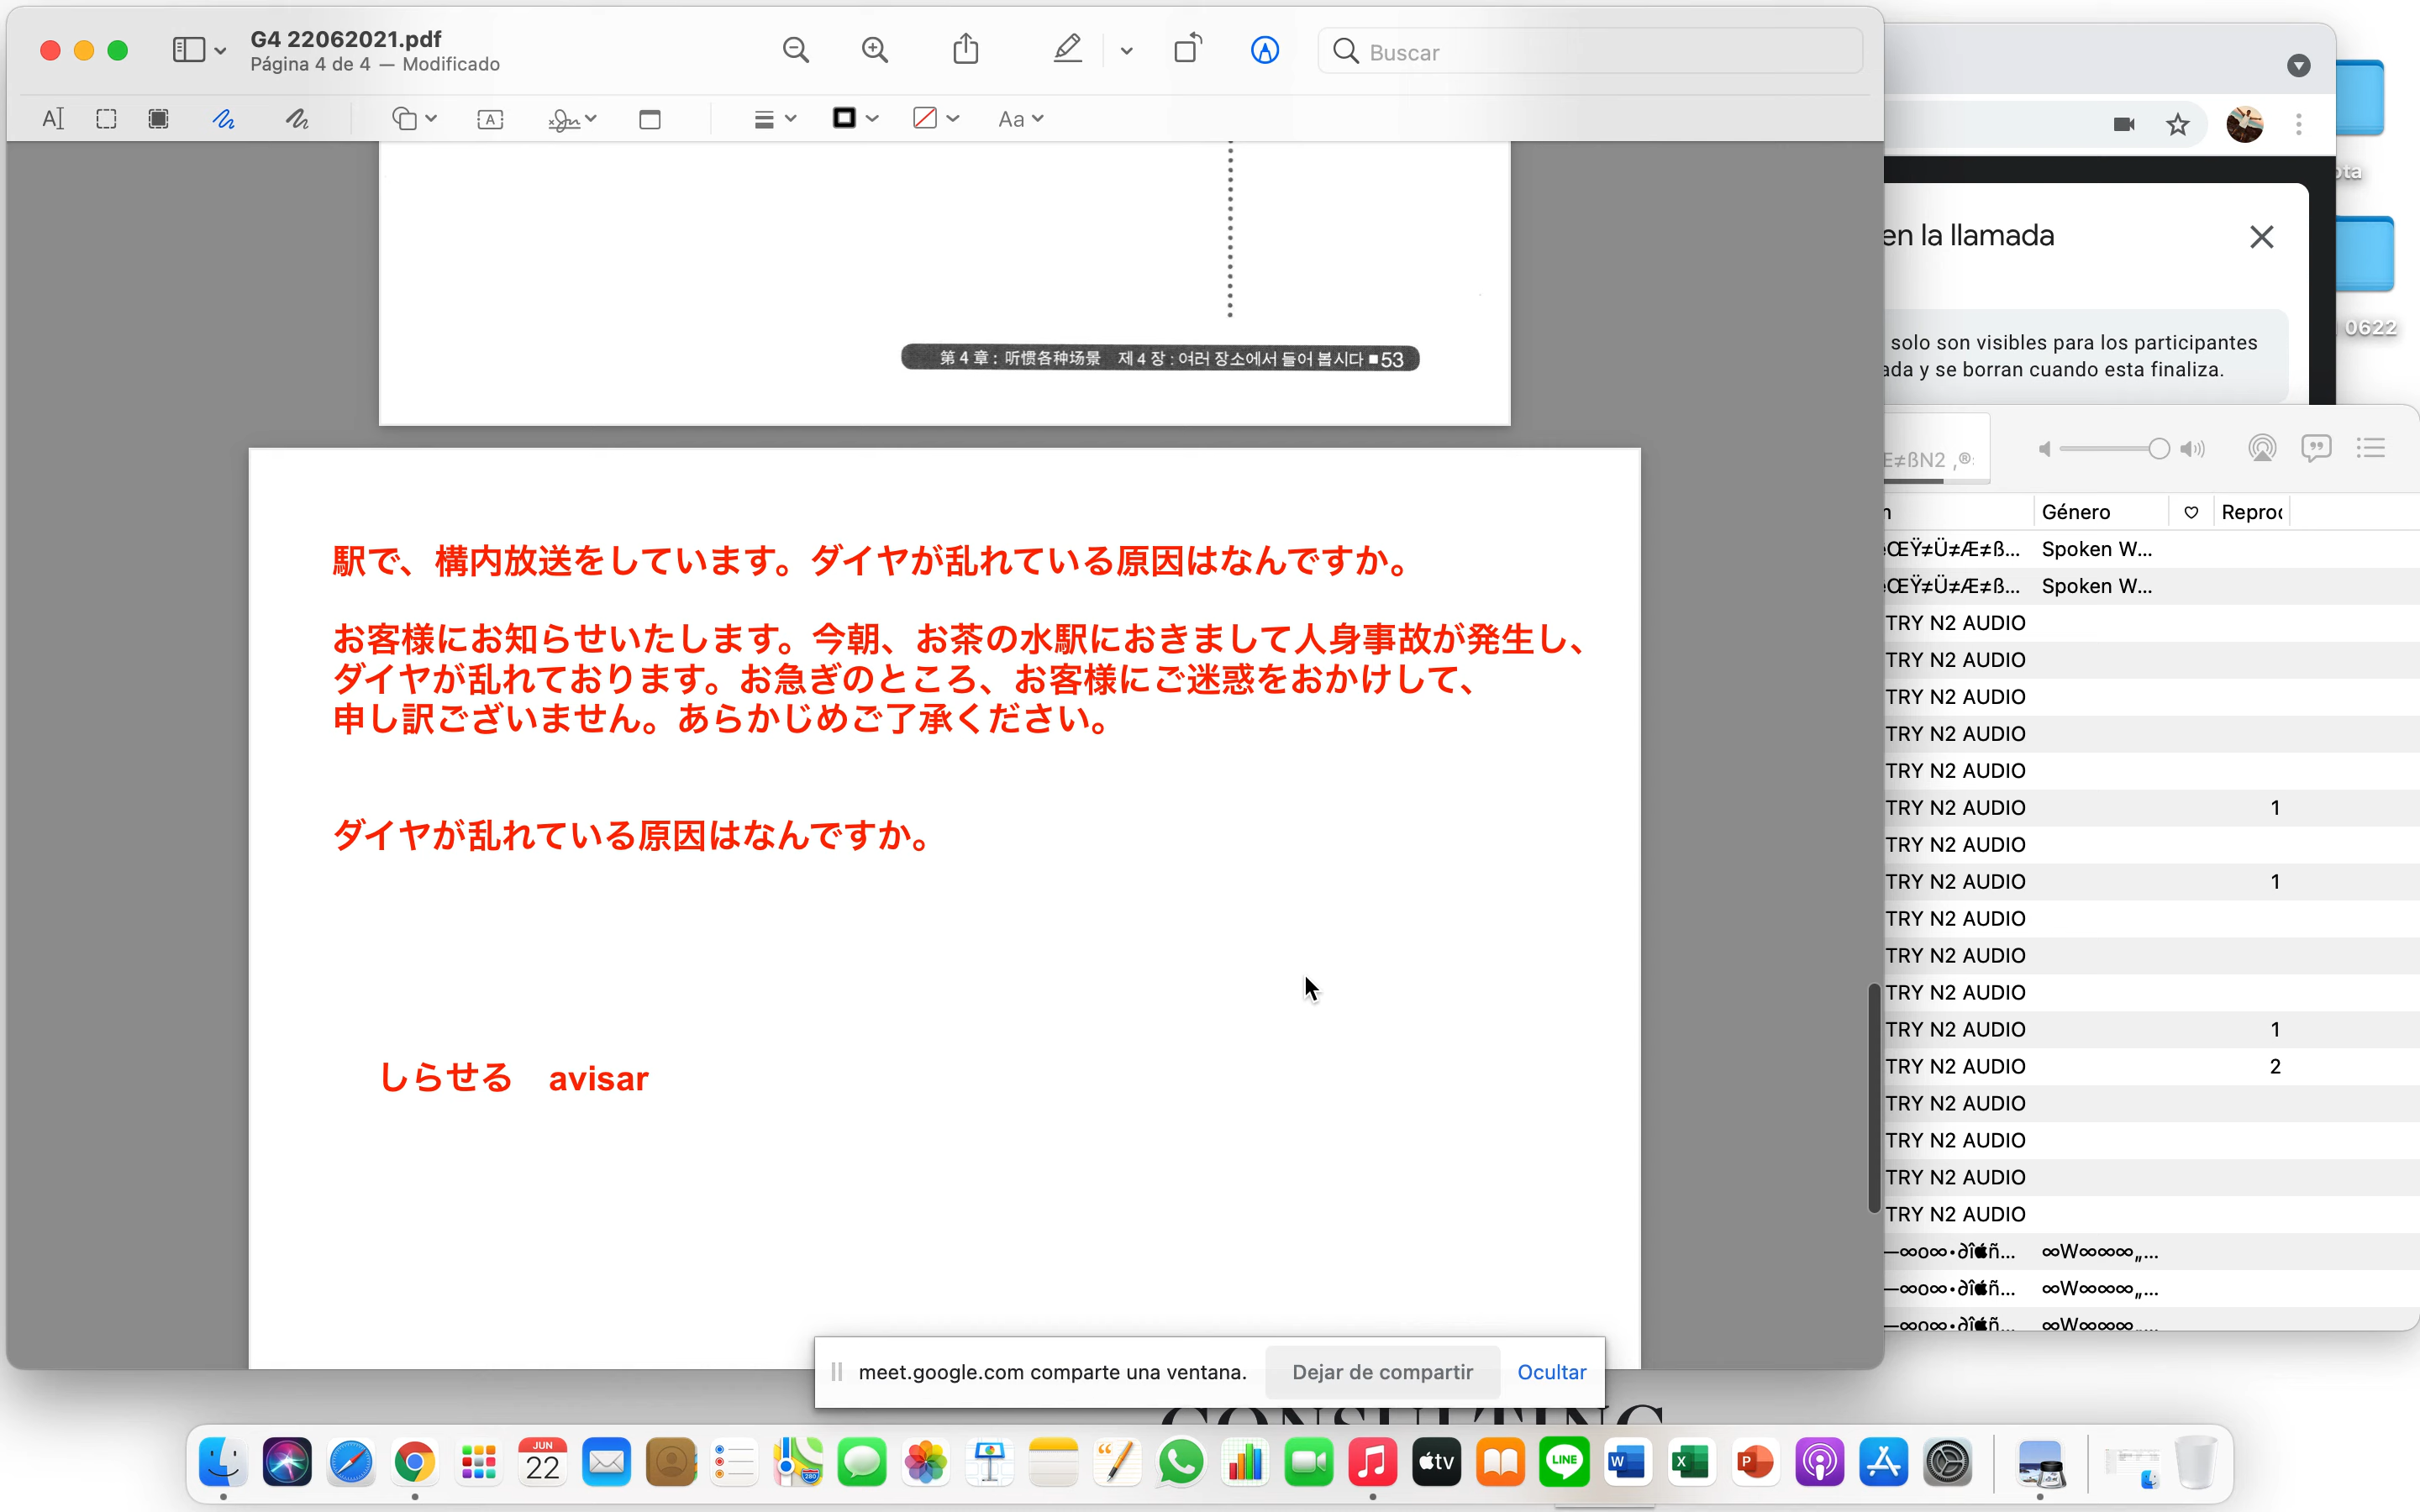 G4 22062021.pdf
Página 4 de 4 — Modificado
Buscar
Aa
第 4 章 : 听惯各种场景 제 4 장 : 여러 장소에서 들어 봅시다 ■ 53
駅で、構内放送をしています。ダイヤが乱れている原因はなんですか。
お客様にお知らせいたします。今朝、お茶の水駅におきまして人身事故が発生し、
ダイヤが乱れております。お急ぎのところ、お客様にご迷惑をおかけして、
申し訳ございません。あらかじめご了承ください。
ダイヤが乱れている原因はなんですか。
しらせる avisar
en la llamada
solo son visibles para los participantes
ada y se borran cuando esta finaliza.
0622
Género
Spoken W...
Spoken W...
TRY N2 AUDIO
TRY N2 AUDIO
TRY N2 AUDIO
TRY N2 AUDIO
TRY N2 AUDIO
TRY N2 AUDIO 1
TRY N2 AUDIO
TRY N2 AUDIO 1
TRY N2 AUDIO
TRY N2 AUDIO
TRY N2 AUDIO
TRY N2 AUDIO 1
TRY N2 AUDIO 2
TRY N2 AUDIO
TRY N2 AUDIO
TRY N2 AUDIO
TRY N2 AUDIO
meet.google.com comparte una ventana.
Dejar de compartir
Ocultar
CONSULTING
JUN
22
280
tv
LINE
W
X
P